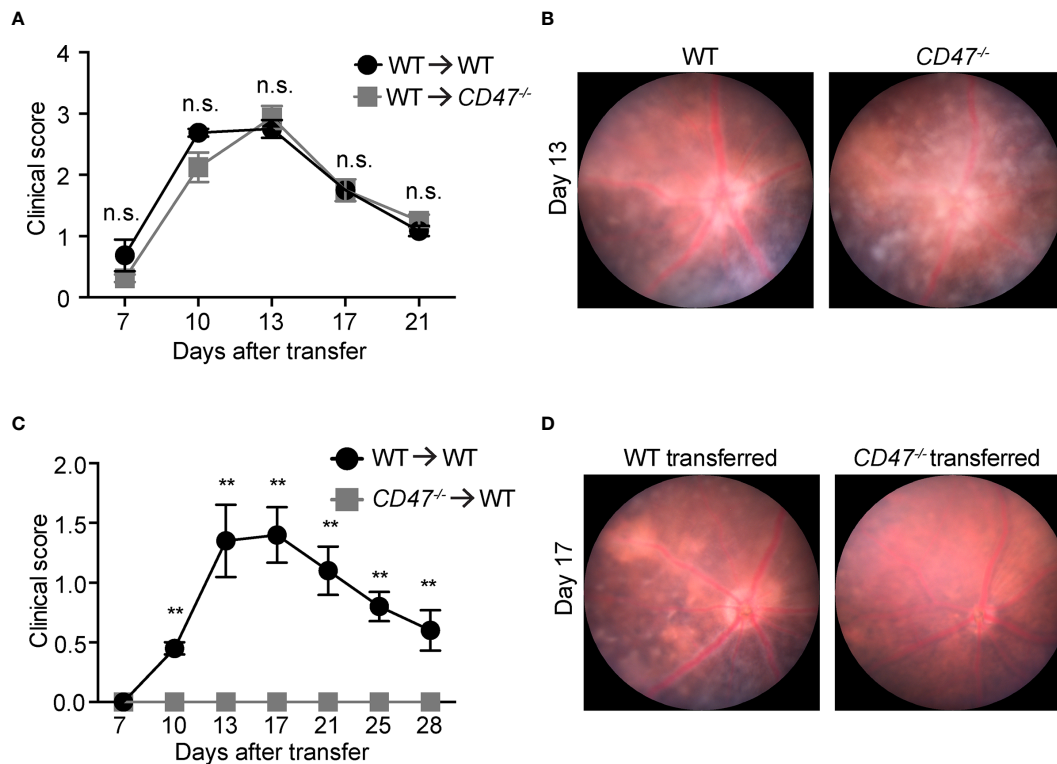 A
4
3
2
1
0
Clinical score
n.s.
n.s.
n.s.
n.s.
n.s.
7
10
13
17
21
Days after transfer
WT → WT
WT → CD47-/-
B
WT
CD47-/-
Day 13
C
2.0
1.5
1.0
0.5
0.0
Clinical score
**
**
**
**
**
**
7
10
13
17
21
25
28
Days after transfer
WT → WT
CD47-/- → WT
D
WT transferred
CD47-/- transferred
Day 17